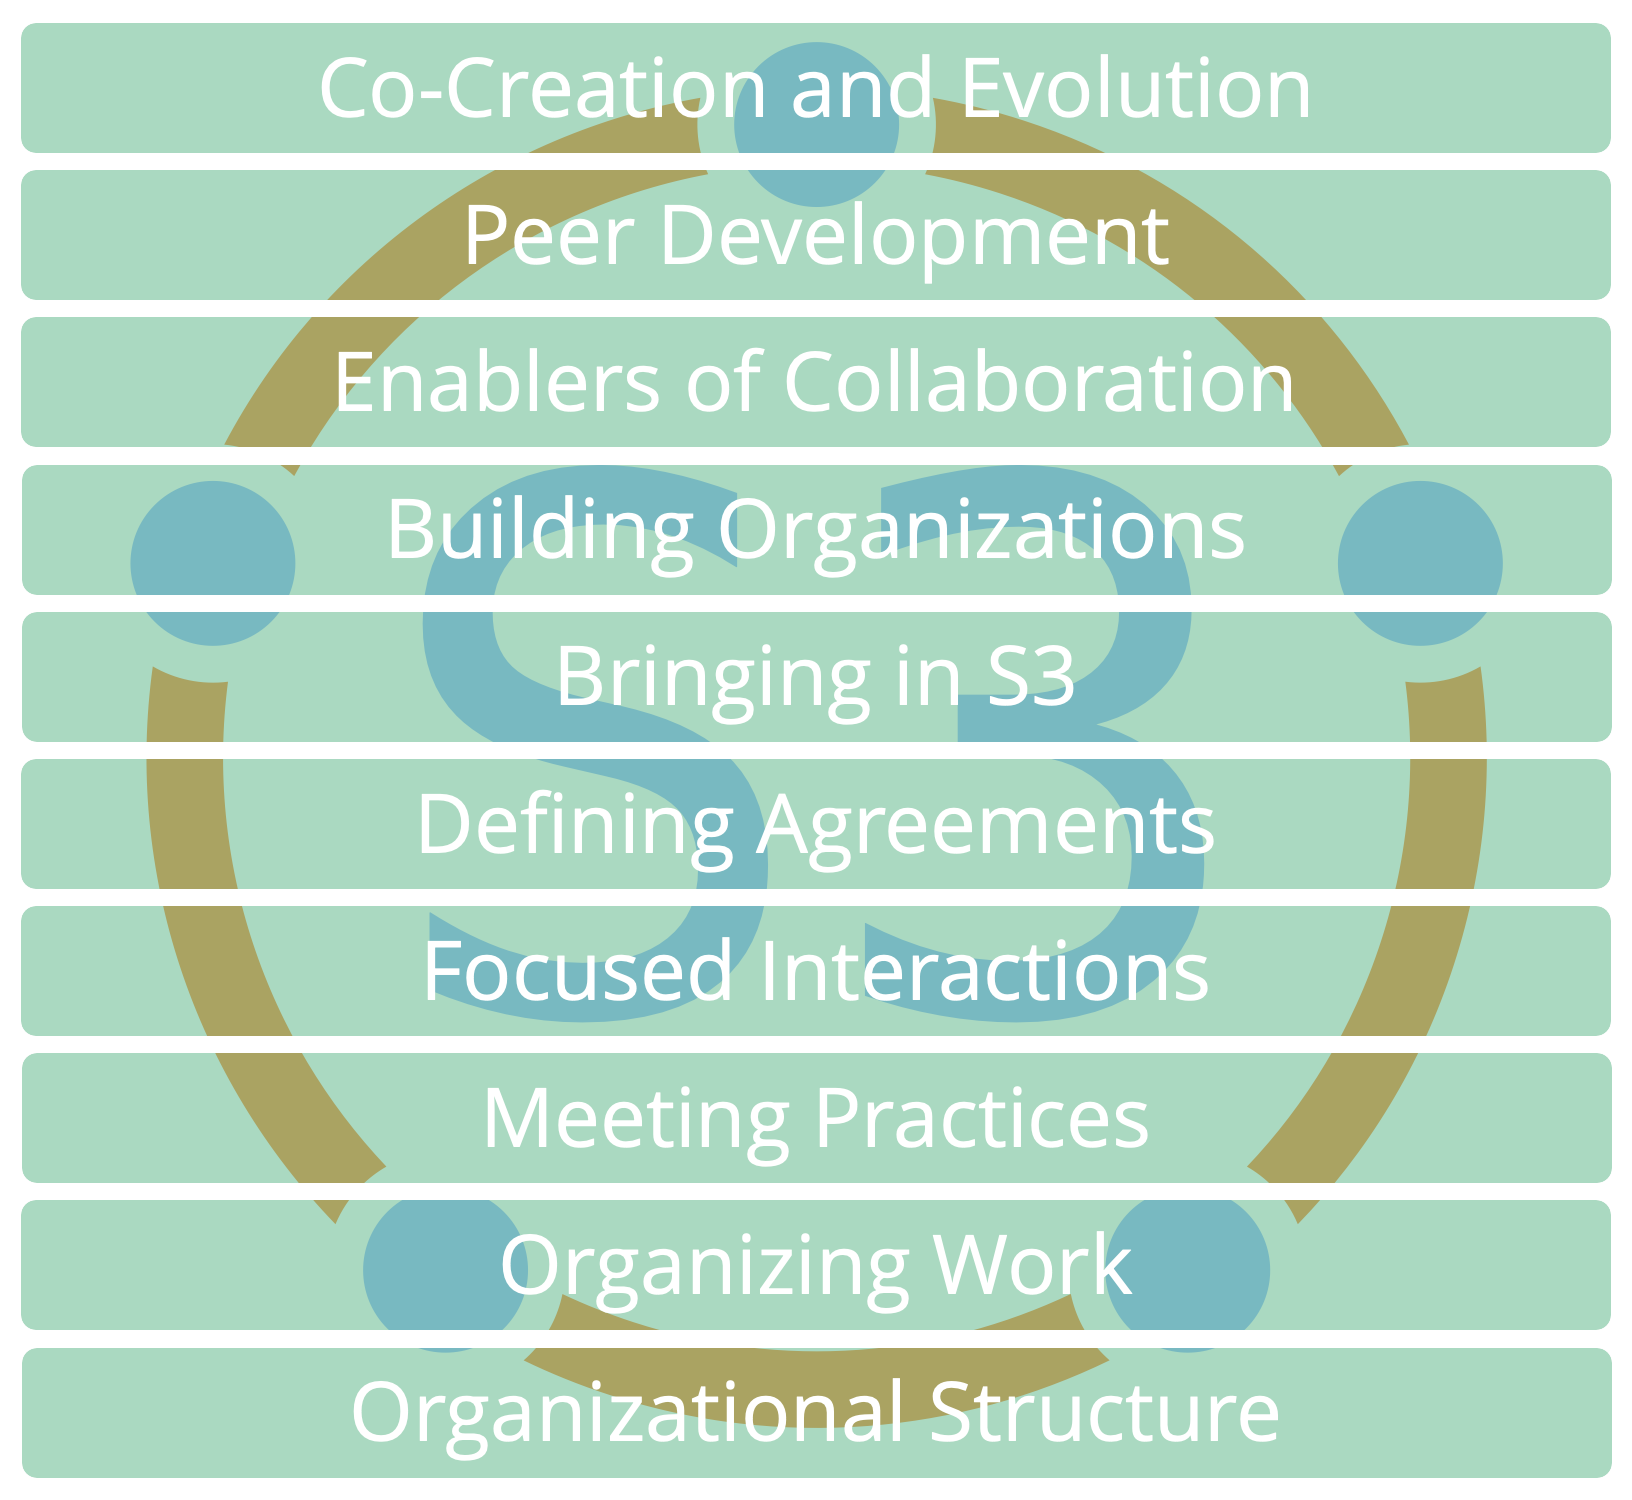 Co-Creation and Evolution
Peer Development
Enablers of Collaboration
Building Organizations
Bringing in S3
Defining Agreements
Focused Interactions
Meeting Practices
Organizing Work
Organizational Structure
S3